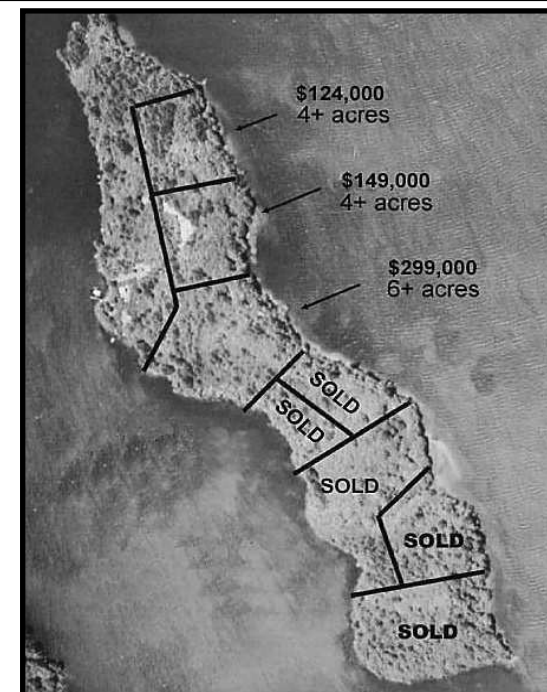 $124,000
4+ acres
$149,000
4+ acres
$299,000
6+ acres
SOLD
SOLD
SOLD
SOLD
SOLD